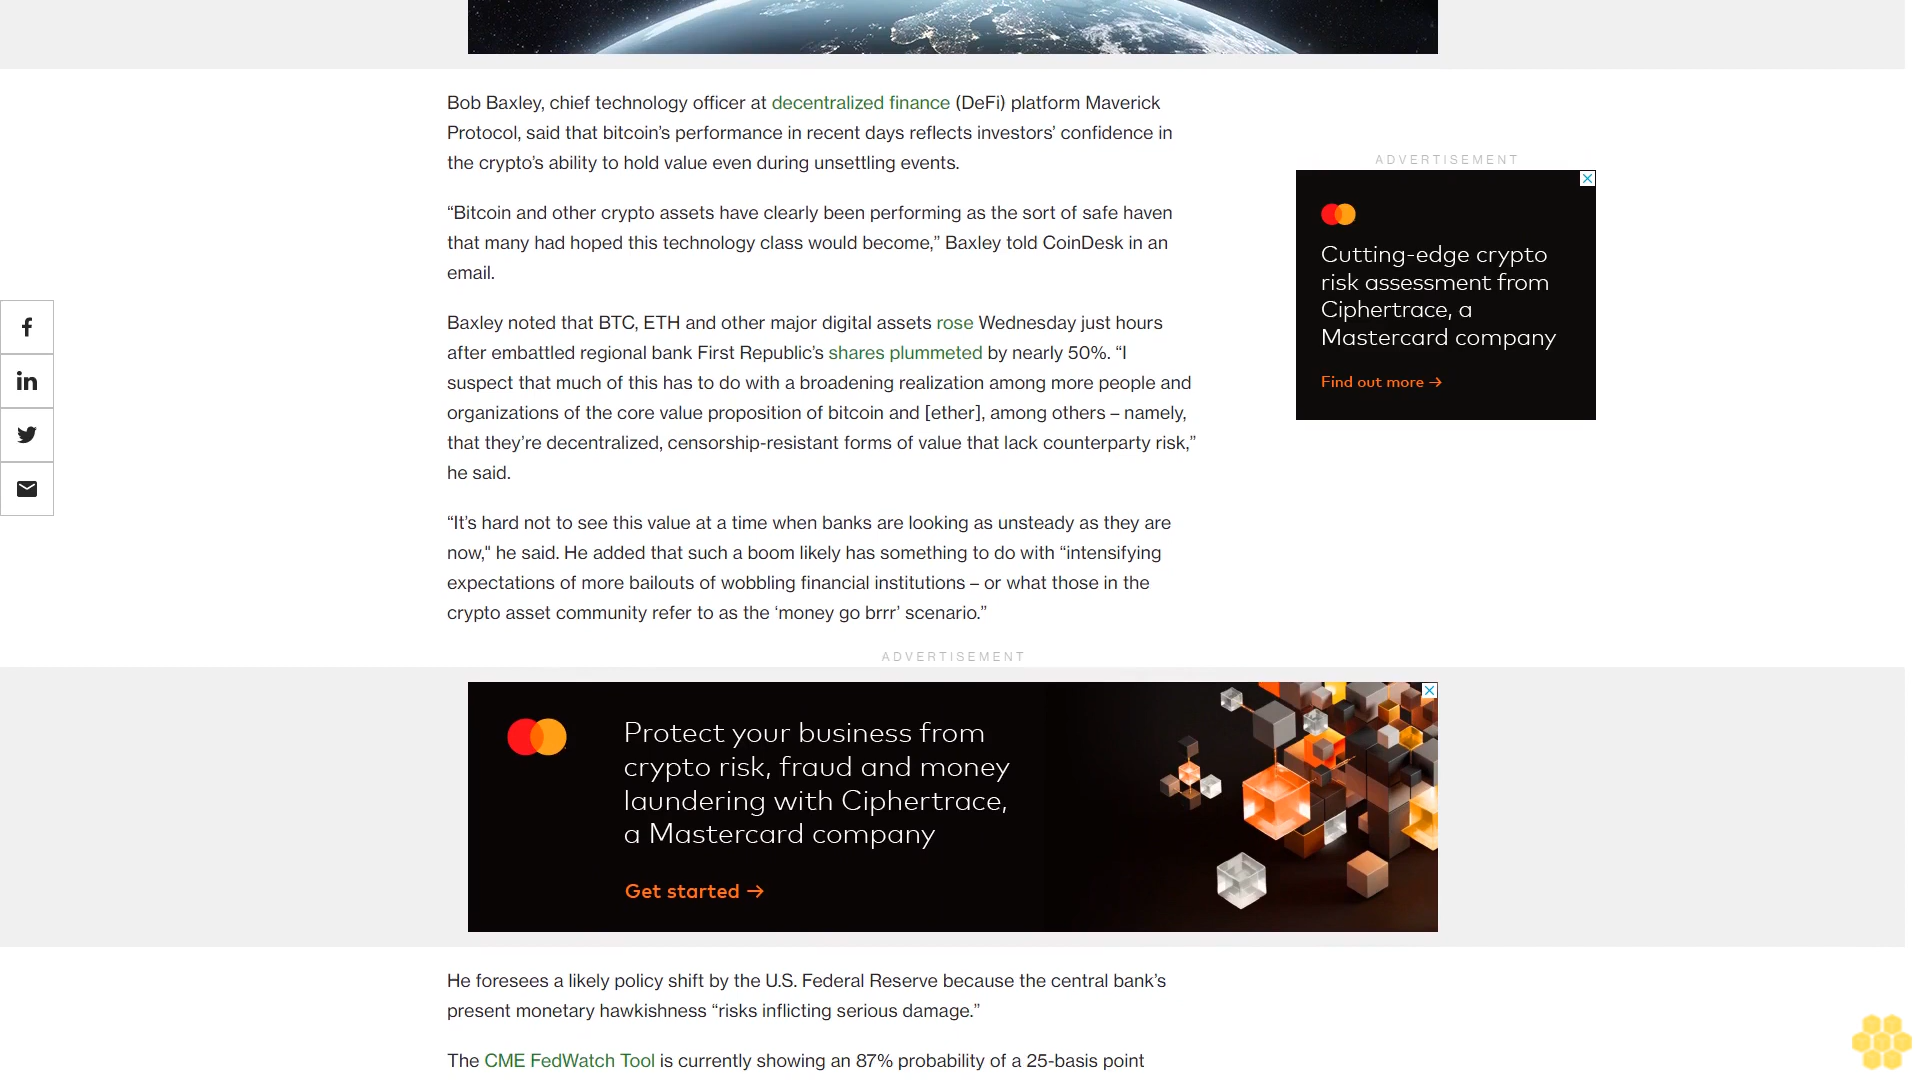 Bob Baxley, chief technology officer at decentralized finance (DeFi) platform Maverick
Protocol, said that bitcoin’s performance in recent days reflects investors’ confidence in
the crypto’s ability to hold value even during unsettling events.
“Bitcoin and other crypto assets have clearly been performing as the sort of safe haven
that many had hoped this technology class would become,” Baxley told CoinDesk in an
email.
Baxley noted that BTC, ETH and other major digital assets rose Wednesday just hours
after embattled regional bank First Republic’s shares plummeted by nearly 50%. “I
suspect that much of this has to do with a broadening realization among more people and
organizations of the core value proposition of bitcoin and [ether], among others – namely,
that they’re decentralized, censorship-resistant forms of value that lack counterparty risk,”
he said.
“It’s hard not to see this value at a time when banks are looking as unsteady as they are
now," he said. He added that such a boom likely has something to do with “intensifying
expectations of more bailouts of wobbling financial institutions – or what those in the
crypto asset community refer to as the ‘money go brrr’ scenario.”
ADVERTISEMENT
Cutting-edge crypto
risk assessment from
Ciphertrace, a
Mastercard company
Find out more →
ADVERTISEMENT
Protect your business from
crypto risk, fraud and money
laundering with Ciphertrace,
a Mastercard company
Get started →
He foresees a likely policy shift by the U.S. Federal Reserve because the central bank’s
present monetary hawkishness “risks inflicting serious damage.”
The CME FedWatch Tool is currently showing an 87% probability of a 25-basis point